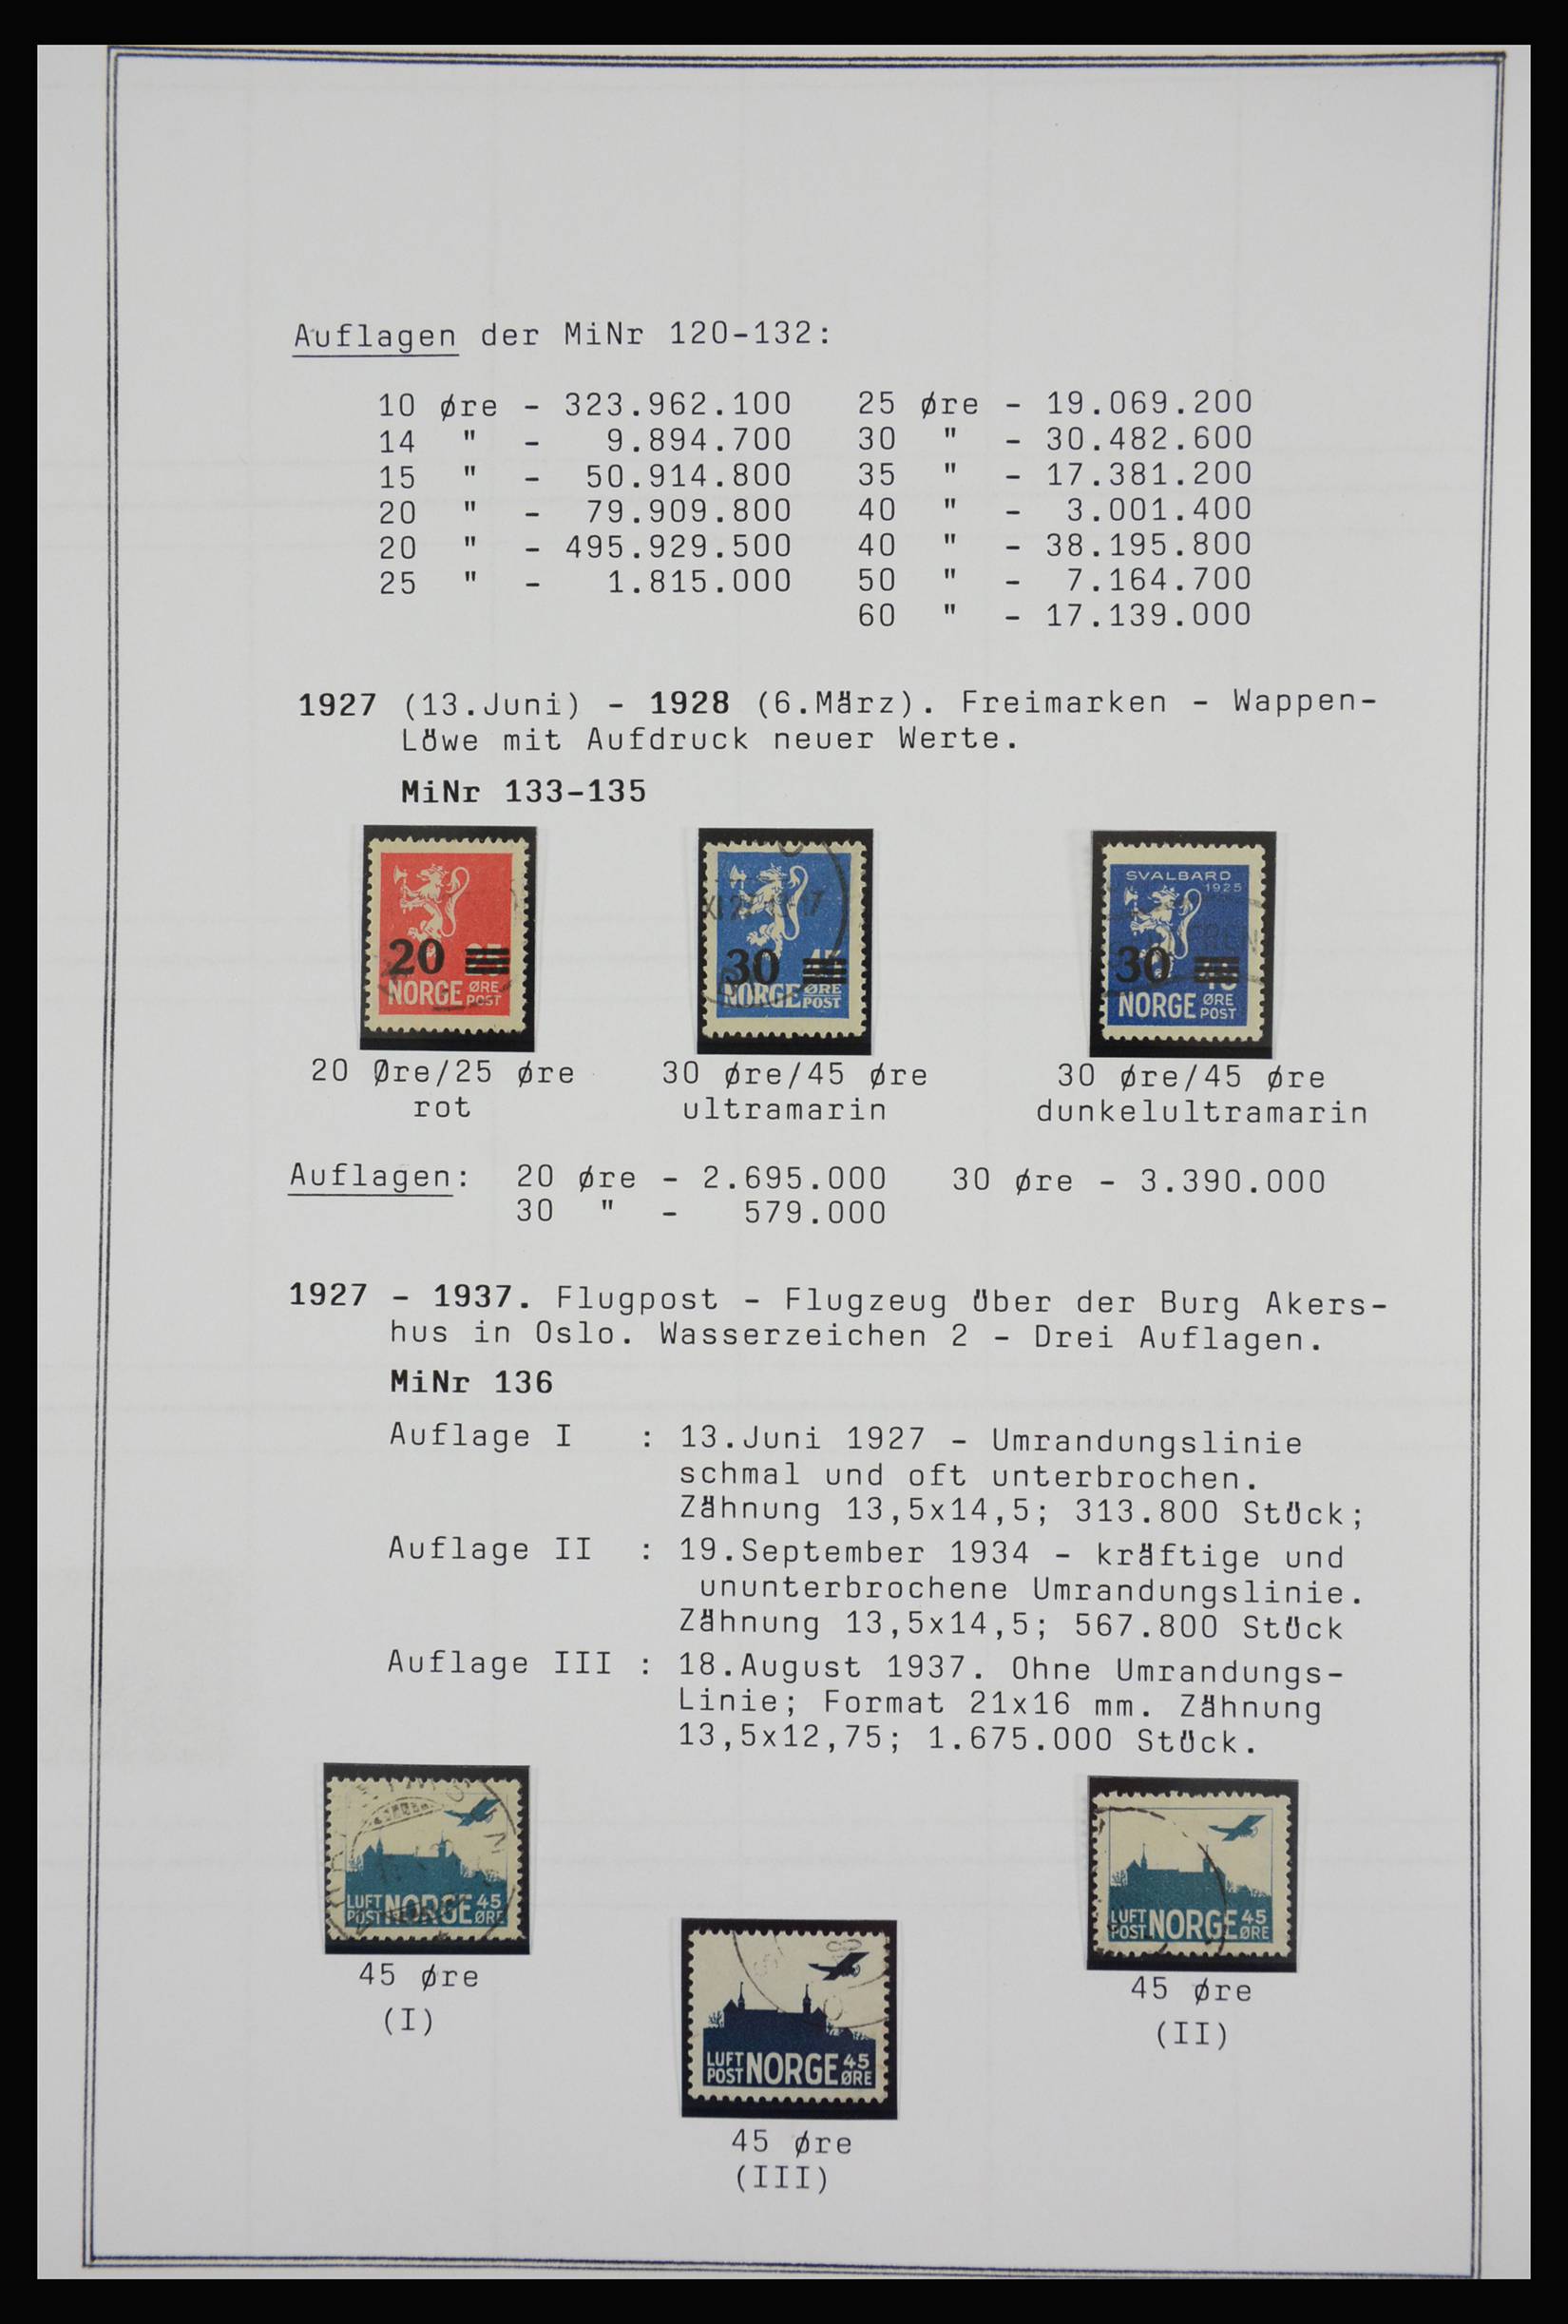 Auflagen der MiNr 120-132:
10 øre - 323.962.100 25 øre - 19.069.200
14 " - 9.894.700 30 " - 30.482.600
15 " - 50.914.800 35 " - 17.381.200
20 " - 79.909.800 40 " - 3.001.400
20 " - 495.929.500 40 " - 38.195.800
25 " - 1.815.000 50 " - 7.164.700
60 " - 17.139.000
1927 (13.Juni) - 1928 (6.März). Freimarken - Wappen-
Löwe mit Aufdruck neuer Werte.
MiNr 133-135
20
NORGE ØRE POST
30 45
NORGE ØRE POST
SVALBARD
1925
30 45
NORGE ØRE POST
20 Øre/25 øre 30 øre/45 øre 30 øre/45 øre
rot ultramarin dunkelultramarin
Auflagen: 20 øre - 2.695.000 30 øre - 3.390.000
30 " - 579.000
1927 - 1937. Flugpost - Flugzeug über der Burg Akers-
hus in Oslo. Wasserzeichen 2 - Drei Auflagen.
MiNr 136
Auflage I : 13.Juni 1927 - Umrandungslinie
schmal und oft unterbrochen.
Zähnung 13,5x14,5; 313.800 Stück;
Auflage II : 19.September 1934 - kräftige und
ununterbrochene Umrandungslinie.
Zähnung 13,5x14,5; 567.800 Stück
Auflage III : 18.August 1937. Ohne Umrandungs-
Linie; Format 21x16 mm. Zähnung
13,5x12,75; 1.675.000 Stück.
LUFT POST NORGE 45 ØRE
45 øre
(I)
LUFT POST NORGE 45 ØRE
45 øre
(II)
LUFT POST NORGE 45 ØRE
45 øre
(III)